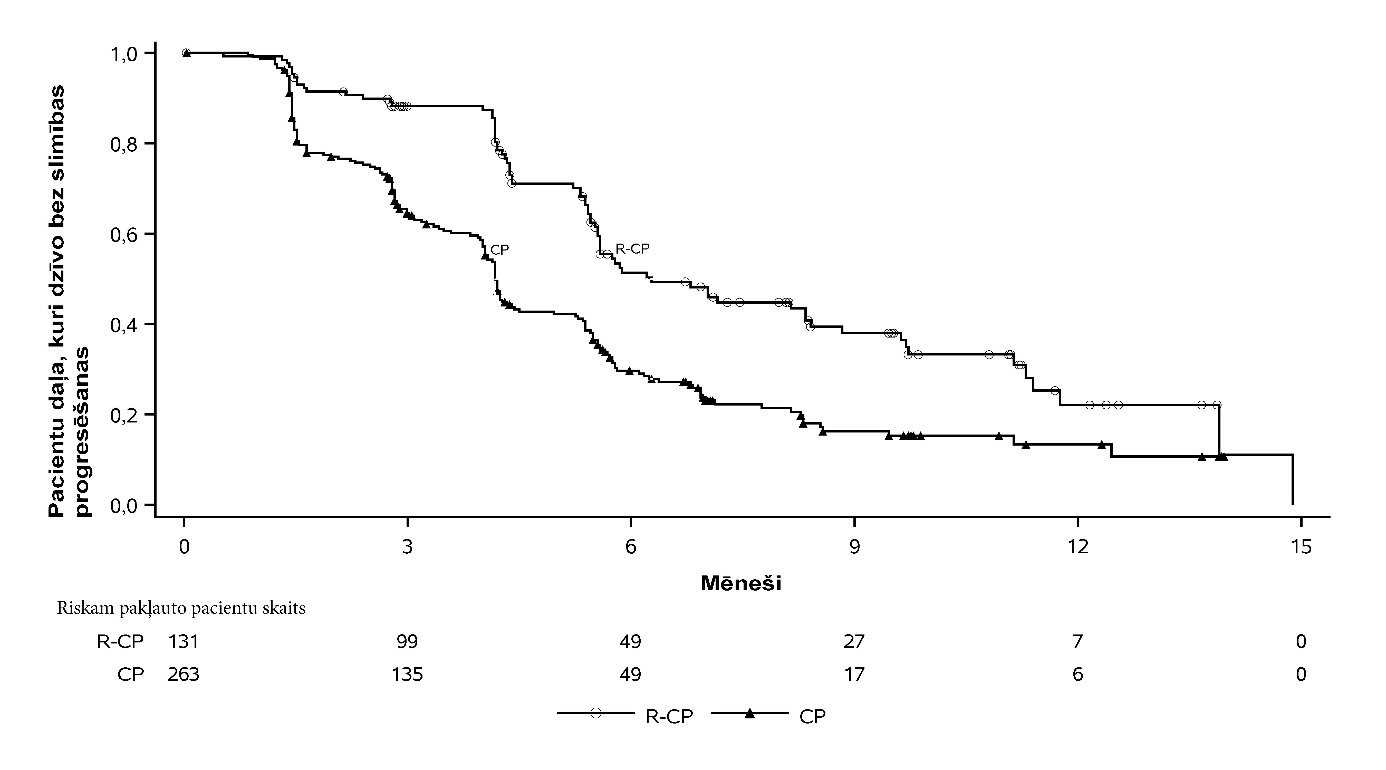 Pacientu daļa, kuri dzīvo bez slimības
progresēšanas
1,0
0,8
0,6
0,4
0,2
0,0
CP
R-CP
0 3 6 9 12 15
Mēneši
Riskam pakļauto pacientu skaits
R-CP 131 99 49 27 7 0
CP 263 135 49 17 6 0
R-CP CP